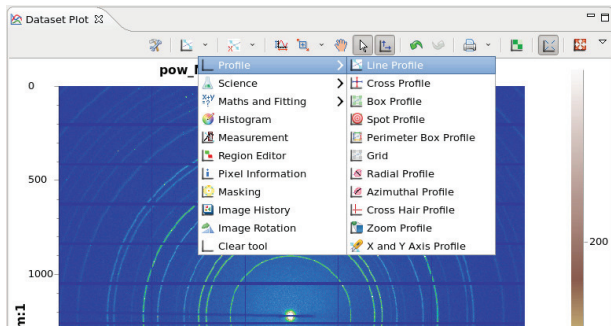 Dataset Plot
pow_
Profile
Science
Maths and Fitting
Histogram
Measurement
Region Editor
Pixel Information
Masking
Image History
Image Rotation
Clear tool
Line Profile
Cross Profile
Box Profile
Spot Profile
Perimeter Box Profile
Grid
Radial Profile
Azimuthal Profile
Cross Hair Profile
Zoom Profile
X and Y Axis Profile
0
500
1000
200
m:1